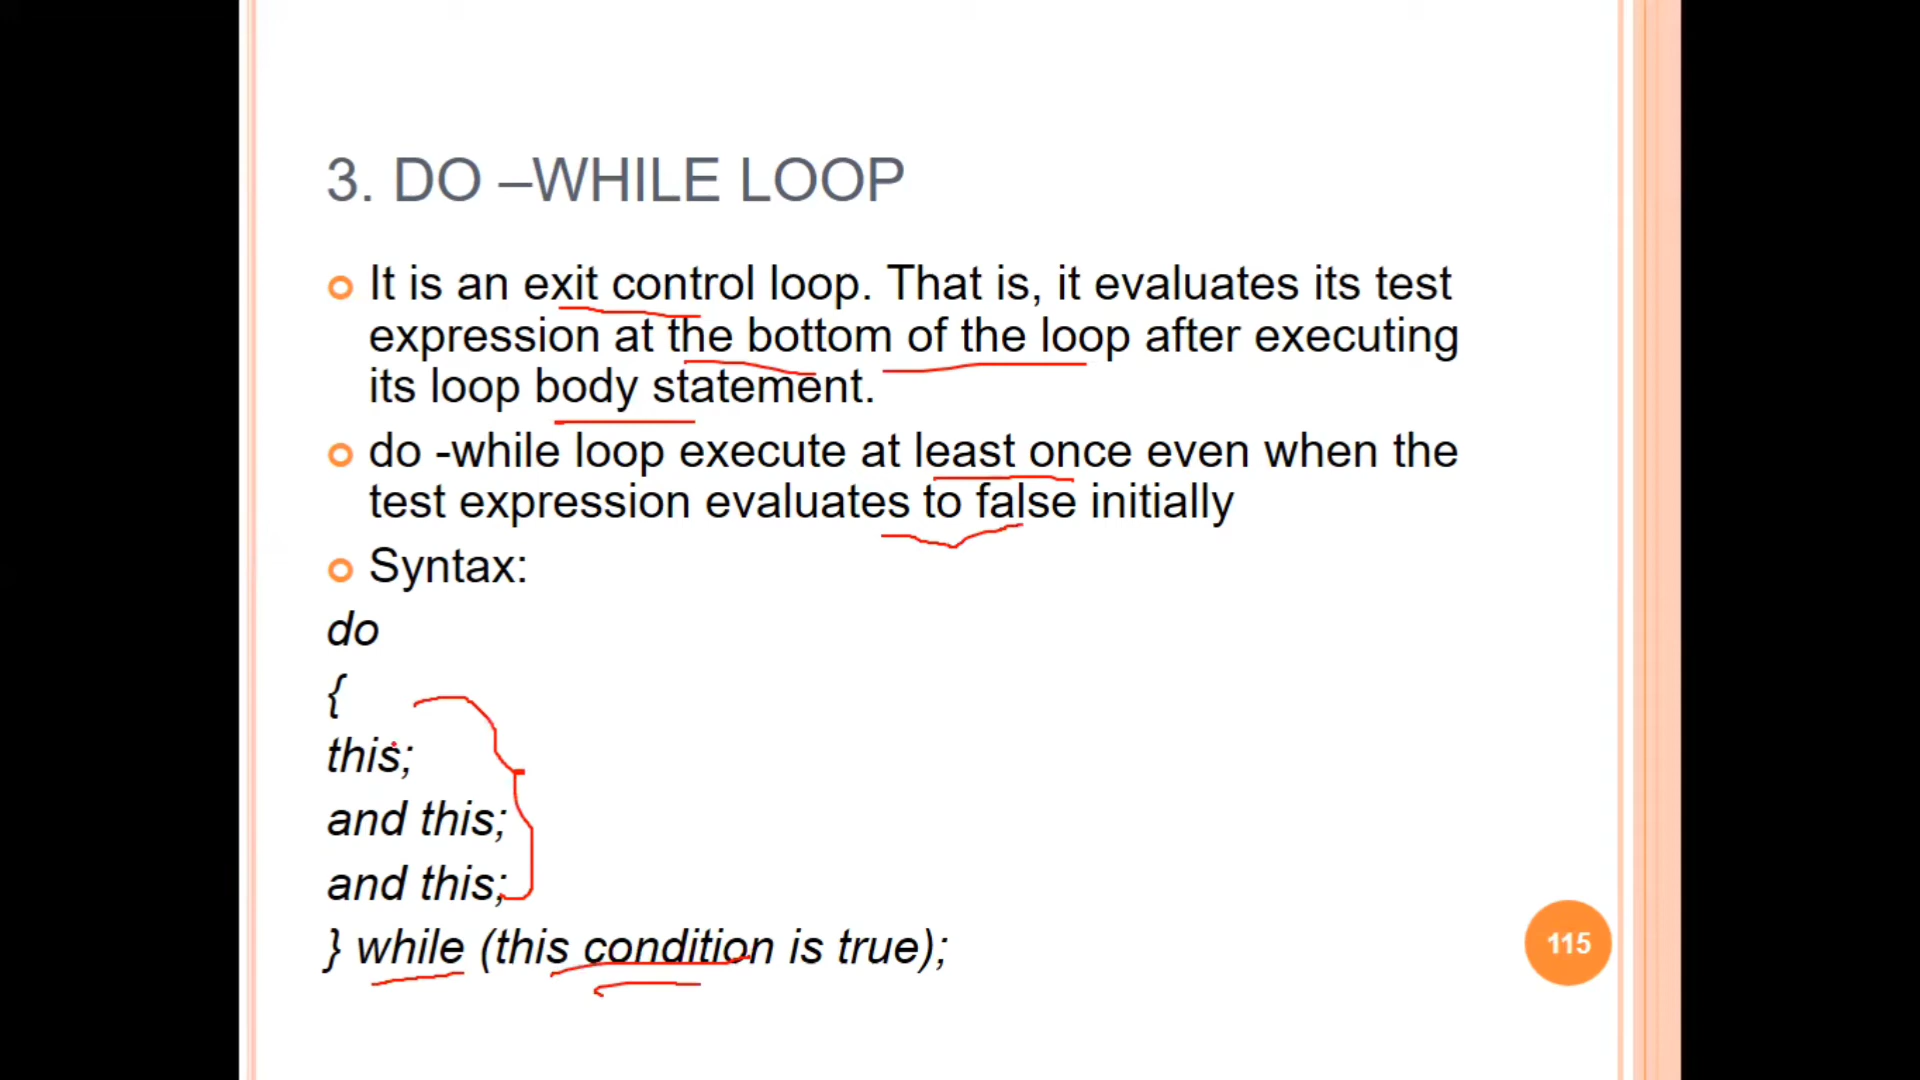 3. DO –WHILE LOOP
It is an exit control loop. That is, it evaluates its test
expression at the bottom of the loop after executing
its loop body statement.
do -while loop execute at least once even when the
test expression evaluates to false initially
Syntax:
do
{
this;
and this;
and this;
} while (this condition is true);
115